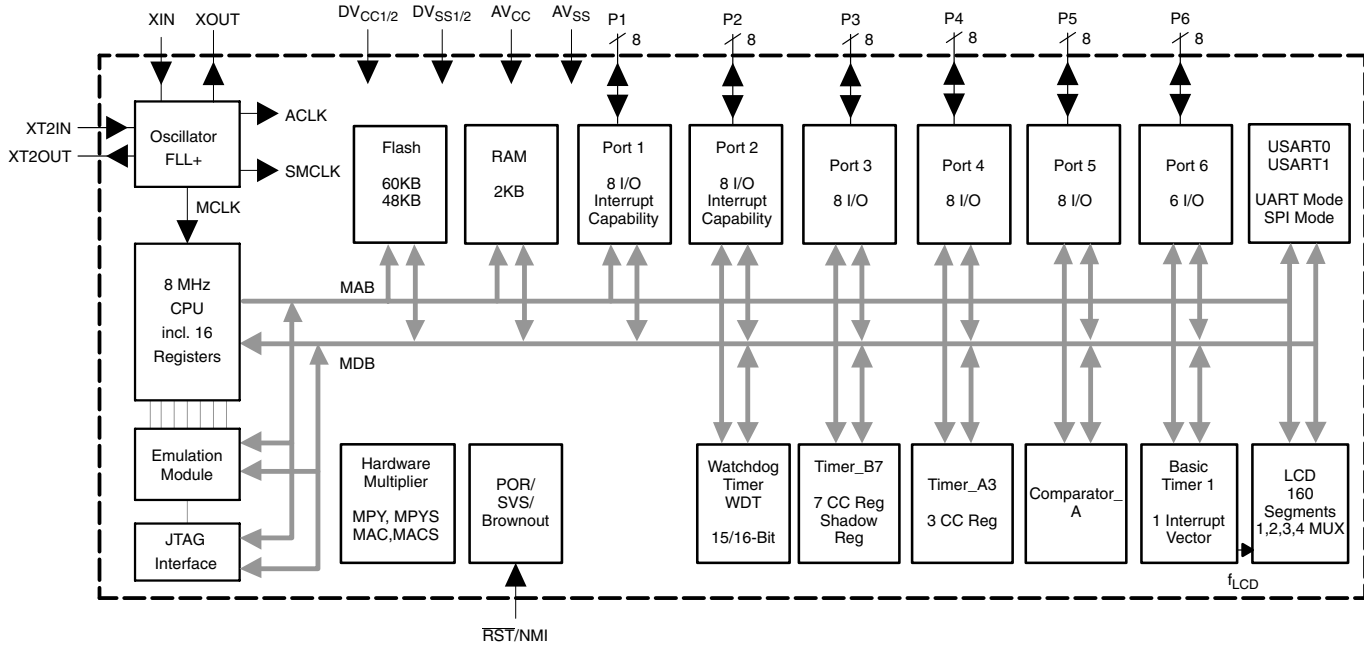 XIN
XOUT
DVCC1/2
DVSS1/2
AVCC
AVSS
P1
8
P2
8
P3
8
P4
8
P5
8
P6
8
XT2IN
XT2OUT
Oscillator
FLL+
ACLK
SMCLK
MCLK
Flash
60KB
48KB
RAM
2KB
Port 1
8 I/O
Interrupt
Capability
Port 2
8 I/O
Interrupt
Capability
Port 3
8 I/O
Port 4
8 I/O
Port 5
8 I/O
Port 6
6 I/O
USART0
USART1
UART Mode
SPI Mode
8 MHz
CPU
incl. 16
Registers
MAB
MDB
Emulation
Module
JTAG
Interface
Hardware
Multiplier
MPY, MPYS
MAC,MACS
POR/
SVS/
Brownout
Watchdog
Timer
WDT
15/16-Bit
Timer_B7
7 CC Reg
Shadow
Reg
Timer_A3
3 CC Reg
Comparator_
A
Basic
Timer 1
1 Interrupt
Vector
LCD
160
Segments
1,2,3,4 MUX
fLCD
RST/NMI